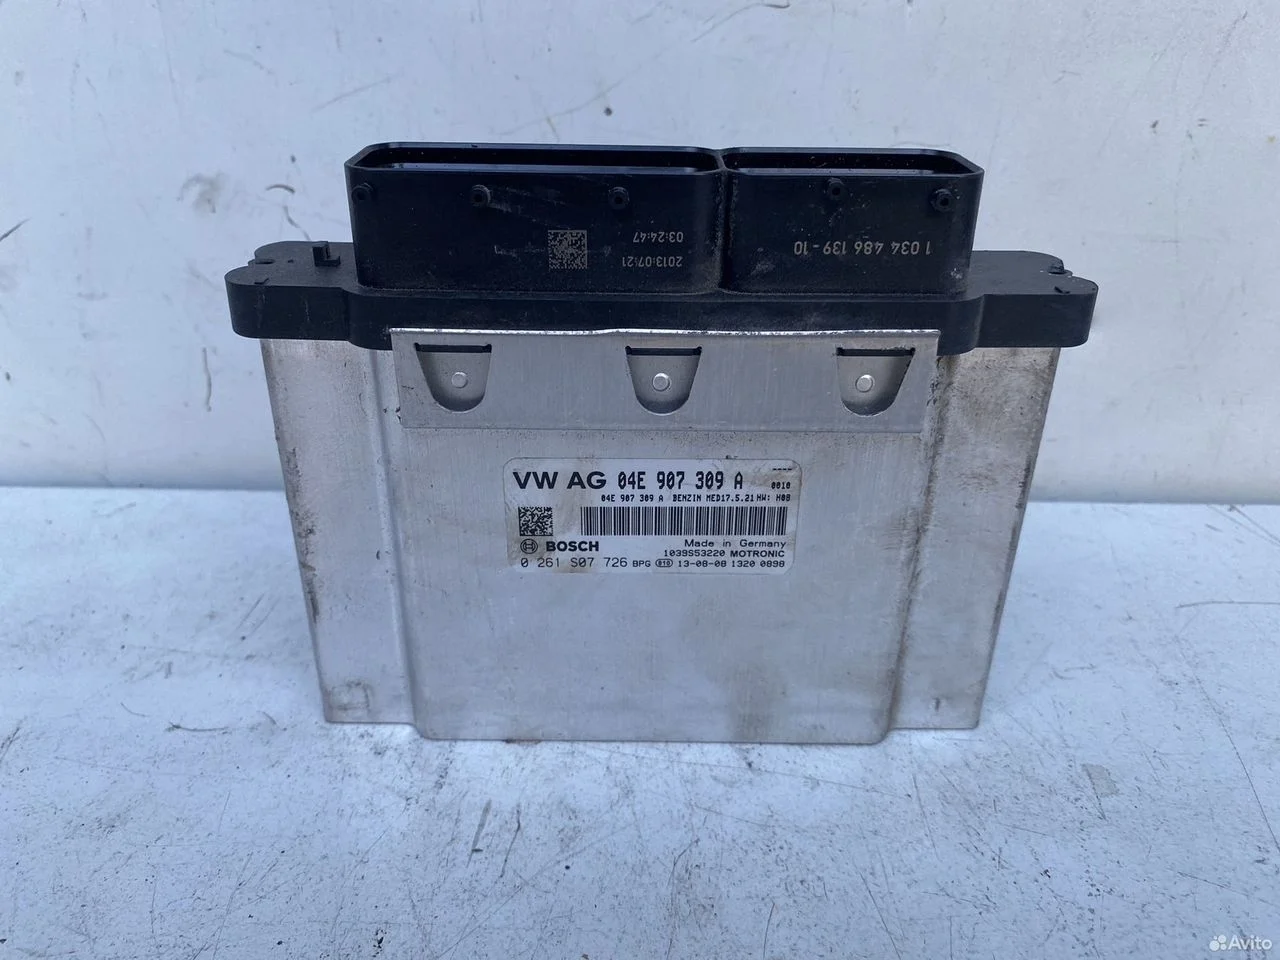 03:24:47
2013:07:21
1 034 486 139 - 10
VW AG 04E 907 309 A ----
0010
04E 907 309 A BENZIN MED17.5.21 HW: H08
BOSCH
Made in Germany
1039S53220 MOTRONIC
0 261 S07 726 BPG 010 13-08-08 1320 0898
Avito